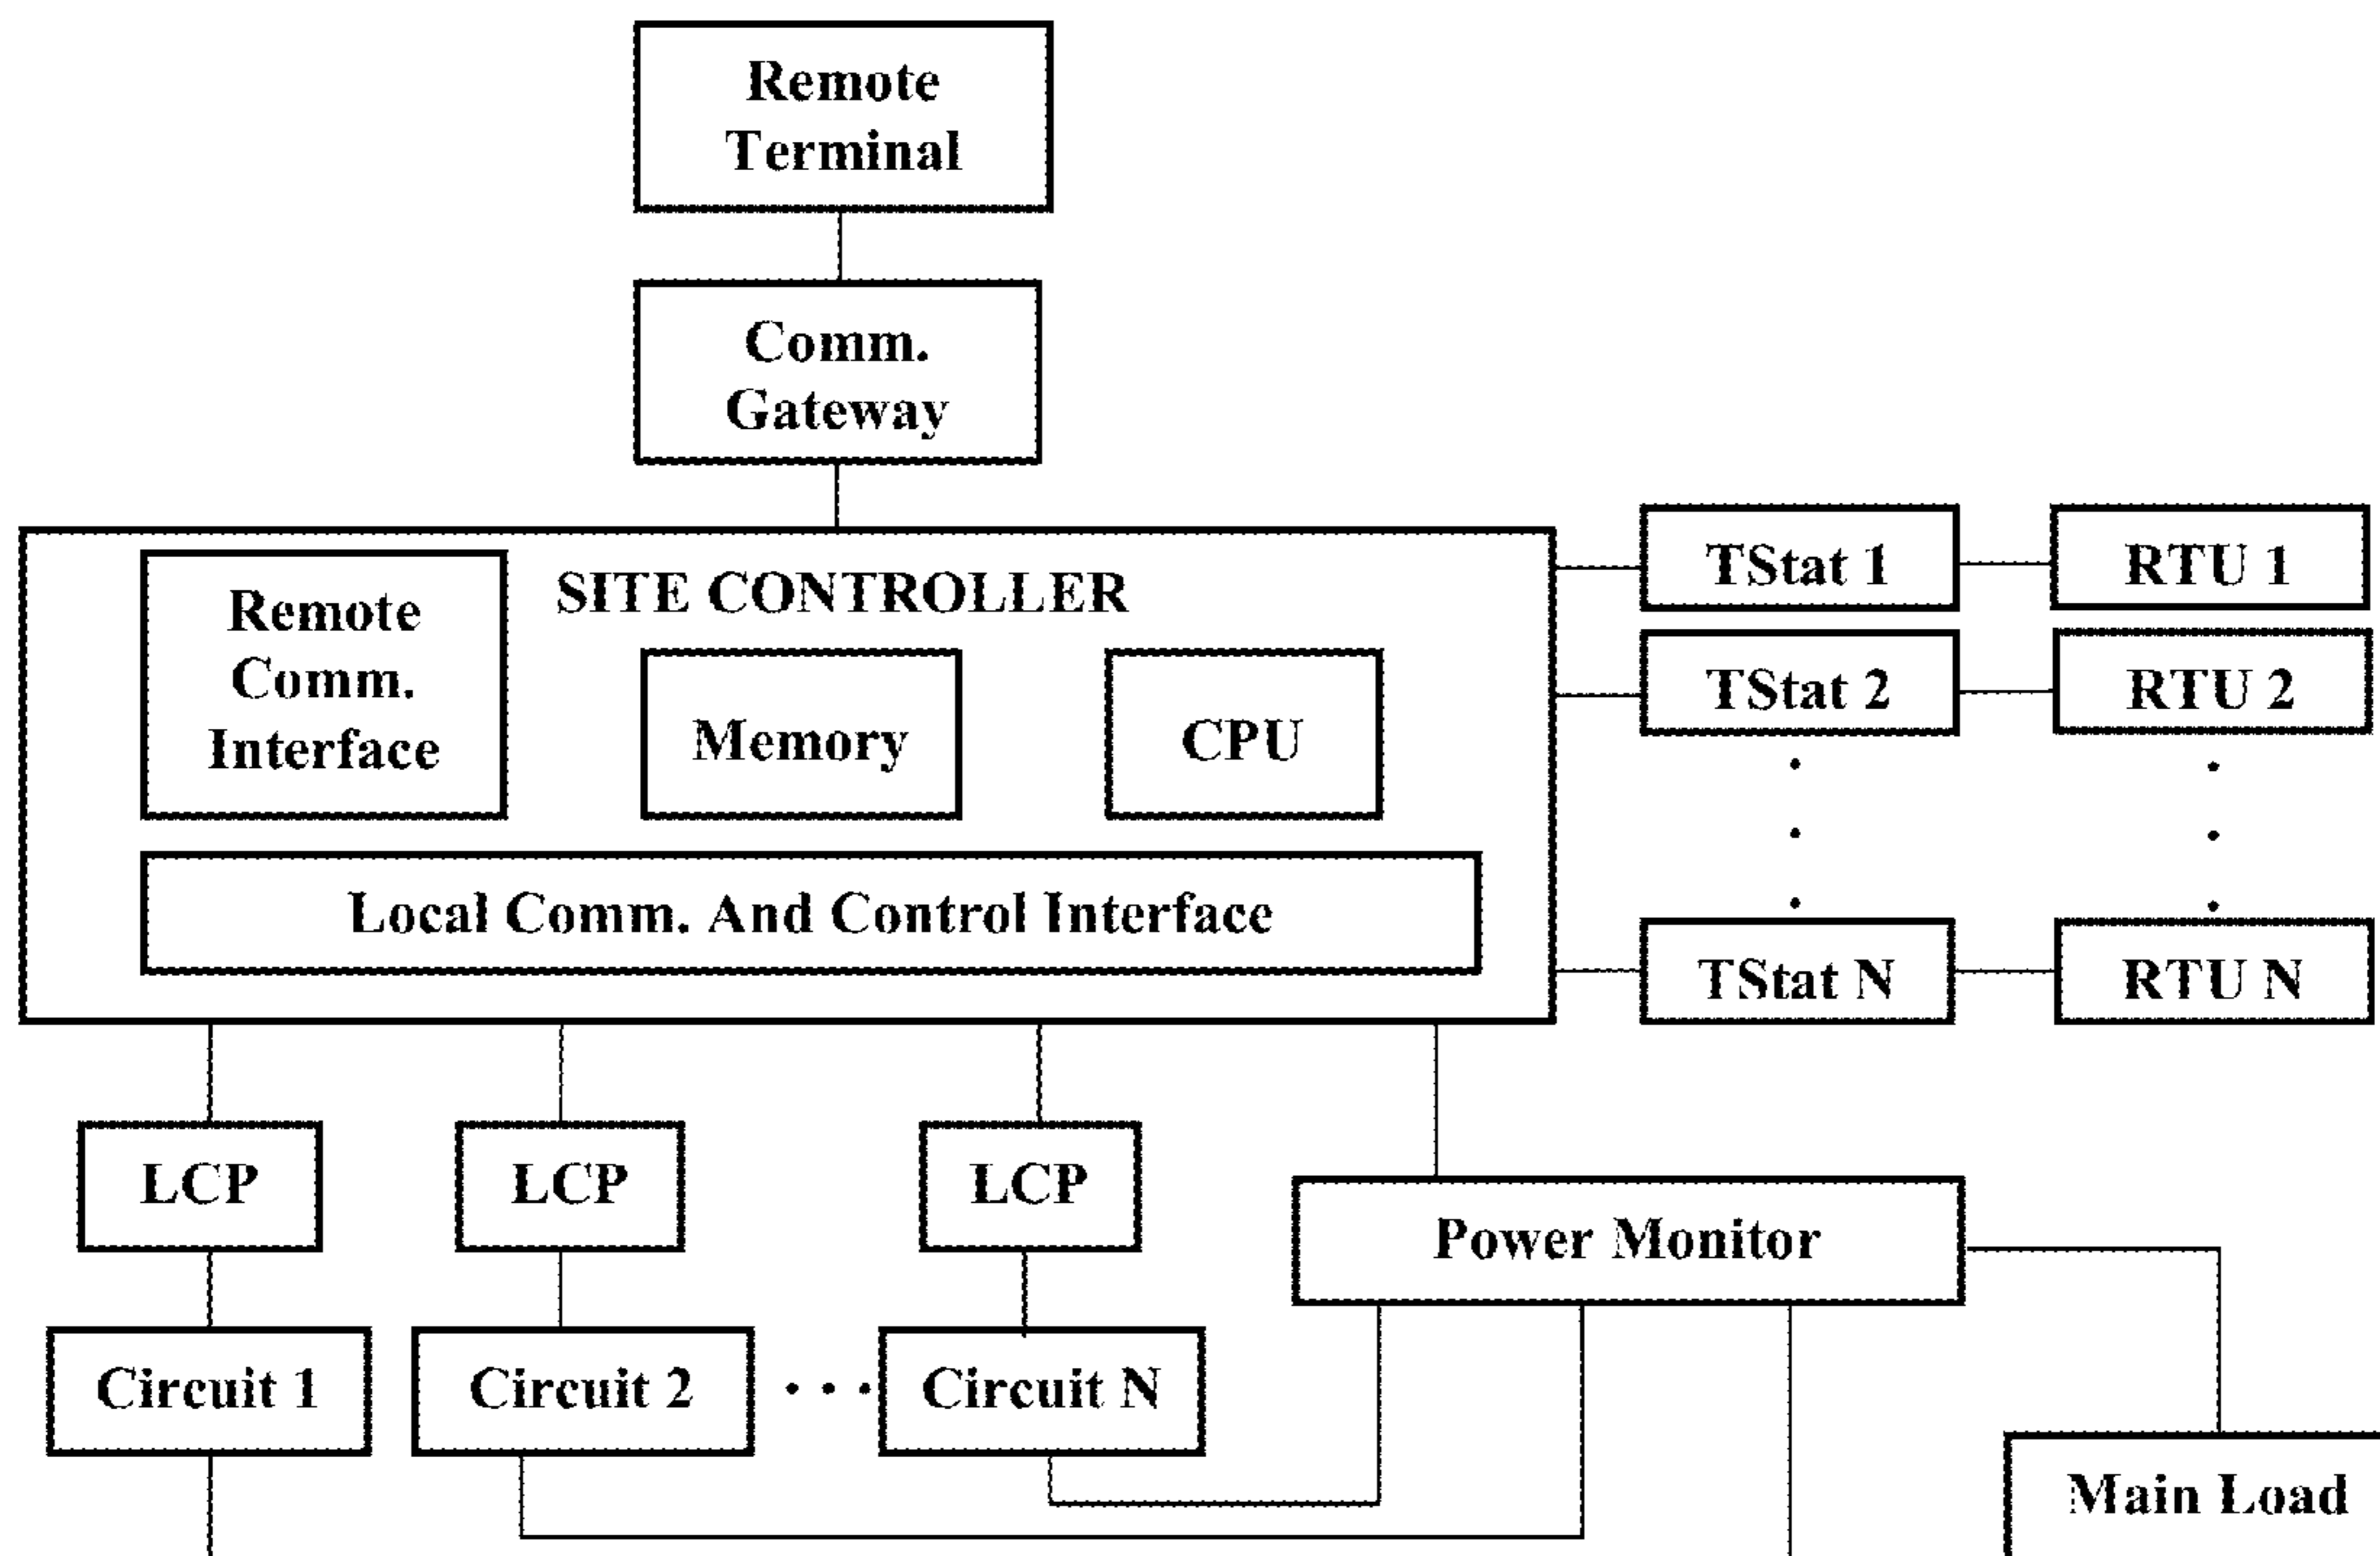 Remote
Terminal
Comm.
Gateway
SITE CONTROLLER
Remote
Comm.
Interface
Memory
CPU
Local Comm. And Control Interface
TStat 1
RTU 1
TStat 2
RTU 2
TStat N
RTU N
LCP
LCP
LCP
Power Monitor
Circuit 1
Circuit 2
Circuit N
Main Load